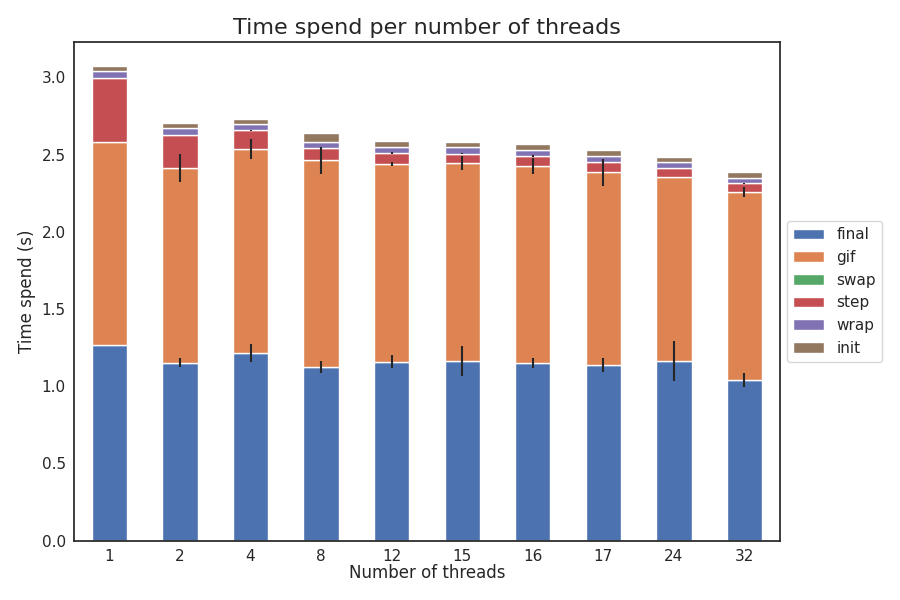 Time spend per number of threads
Time spend (s)
3.0
2.5
2.0
1.5
1.0
0.5
0.0
1 2 4 8 12 15 16 17 24 32
Number of threads
final
gif
swap
step
wrap
init